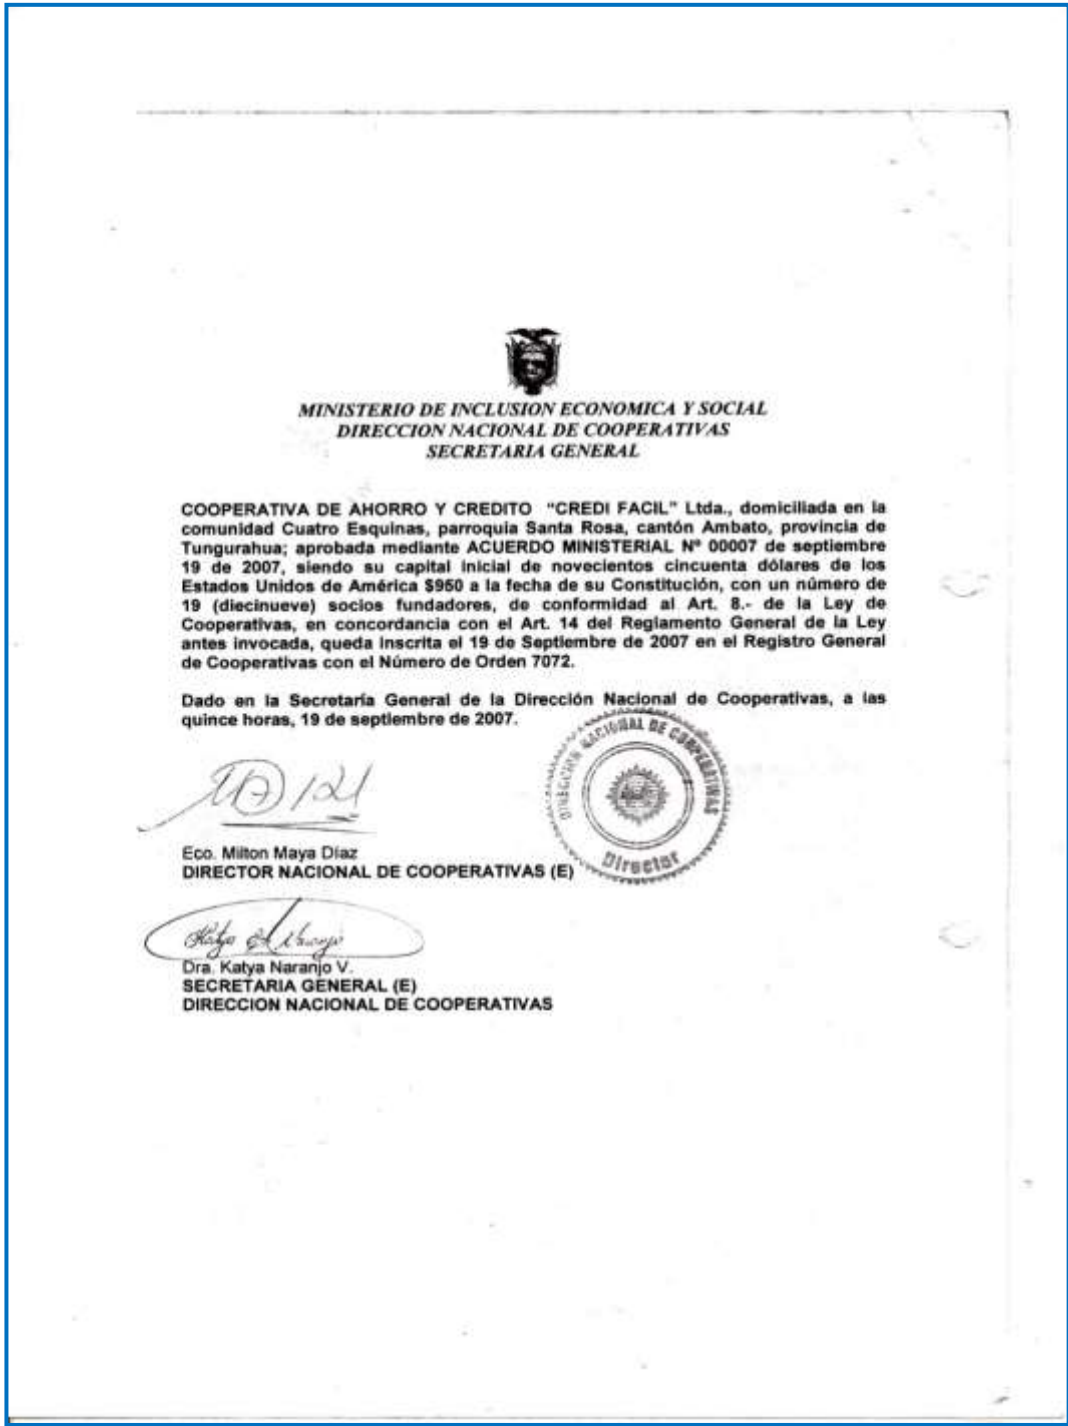 MINISTERIO DE INCLUSION ECONOMICA Y SOCIAL
DIRECCION NACIONAL DE COOPERATIVAS
SECRETARIA GENERAL
COOPERATIVA DE AHORRO Y CREDITO "CREDI FACIL" Ltda., domiciliada en la
comunidad Cuatro Esquinas, parroquia Santa Rosa, cantón Ambato, provincia de
Tungurahua; aprobada mediante ACUERDO MINISTERIAL Nº 00007 de septiembre
19 de 2007, siendo su capital inicial de novecientos cincuenta dólares de los
Estados Unidos de América $950 a la fecha de su Constitución, con un número de
19 (diecinueve) socios fundadores, de conformidad al Art. 8.- de la Ley de
Cooperativas, en concordancia con el Art. 14 del Reglamento General de la Ley
antes invocada, queda inscrita el 19 de Septiembre de 2007 en el Registro General
de Cooperativas con el Número de Orden 7072.
Dado en la Secretaría General de la Dirección Nacional de Cooperativas, a las
quince horas, 19 de septiembre de 2007.
DIRECCION NACIONAL DE COOPERATIVAS
Director
Eco. Milton Maya Díaz
DIRECTOR NACIONAL DE COOPERATIVAS (E)
Katya Naranjo
Dra. Katya Naranjo V.
SECRETARIA GENERAL (E)
DIRECCION NACIONAL DE COOPERATIVAS